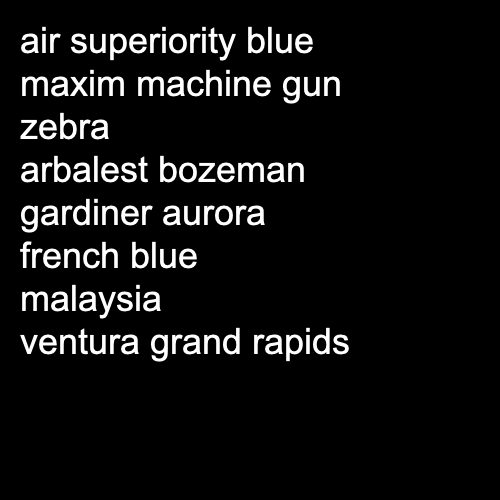 air superiority blue
maxim machine gun
zebra
arbalest bozeman
gardiner aurora
french blue
malaysia
ventura grand rapids